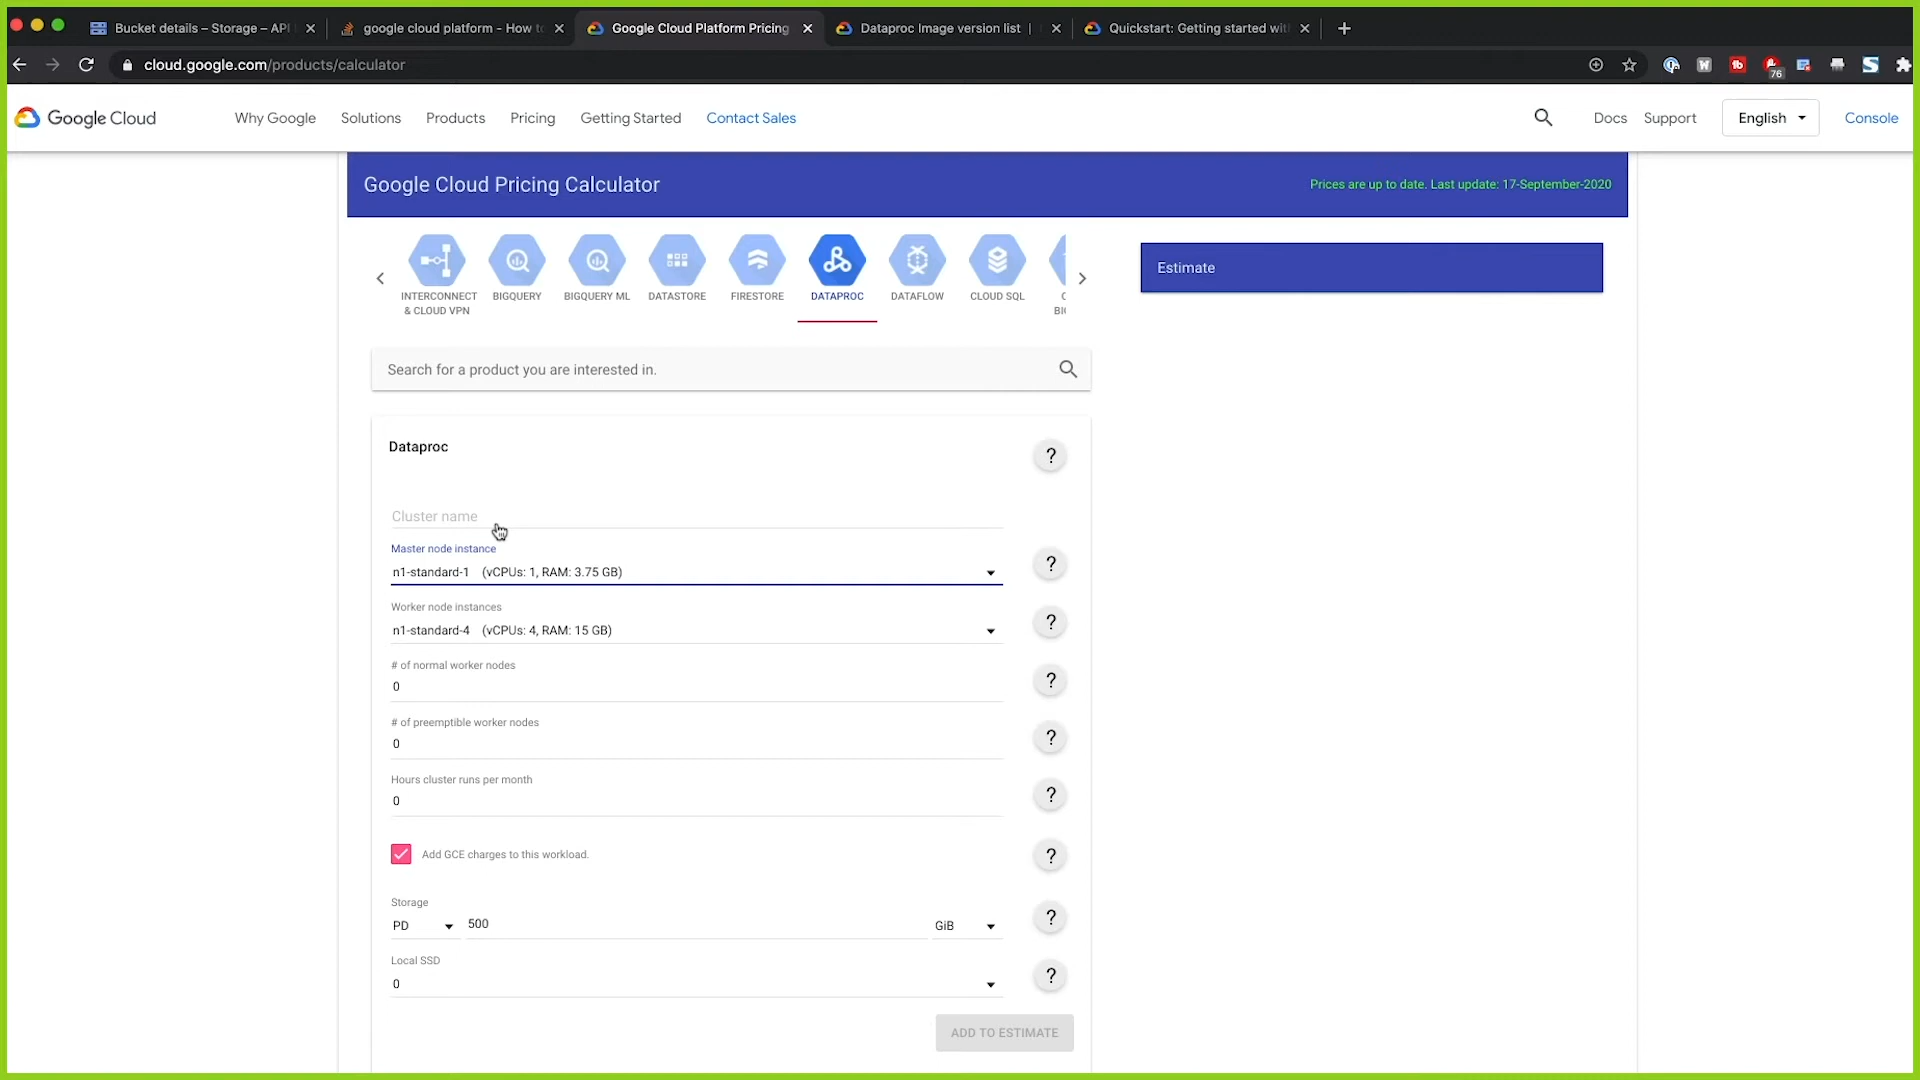 Bucket details – Storage – API
google cloud platform - How to
Google Cloud Platform Pricing
Dataproc Image version list |
Quickstart: Getting started wit
cloud.google.com/products/calculator
76
Google Cloud
Why Google
Solutions
Products
Pricing
Getting Started
Contact Sales
Docs
Support
English
Console
Google Cloud Pricing Calculator
Prices are up to date. Last update: 17-September-2020
INTERCONNECT
& CLOUD VPN
BIGQUERY
BIGQUERY ML
DATASTORE
FIRESTORE
DATAPROC
DATAFLOW
CLOUD SQL
Estimate
Search for a product you are interested in.
Dataproc
?
Cluster name
Master node instance
n1-standard-1 (vCPUs: 1, RAM: 3.75 GB)
?
Worker node instances
n1-standard-4 (vCPUs: 4, RAM: 15 GB)
?
# of normal worker nodes
0
?
# of preemptible worker nodes
0
?
Hours cluster runs per month
0
?
Add GCE charges to this workload.
?
Storage
PD
500
GiB
?
Local SSD
0
?
ADD TO ESTIMATE